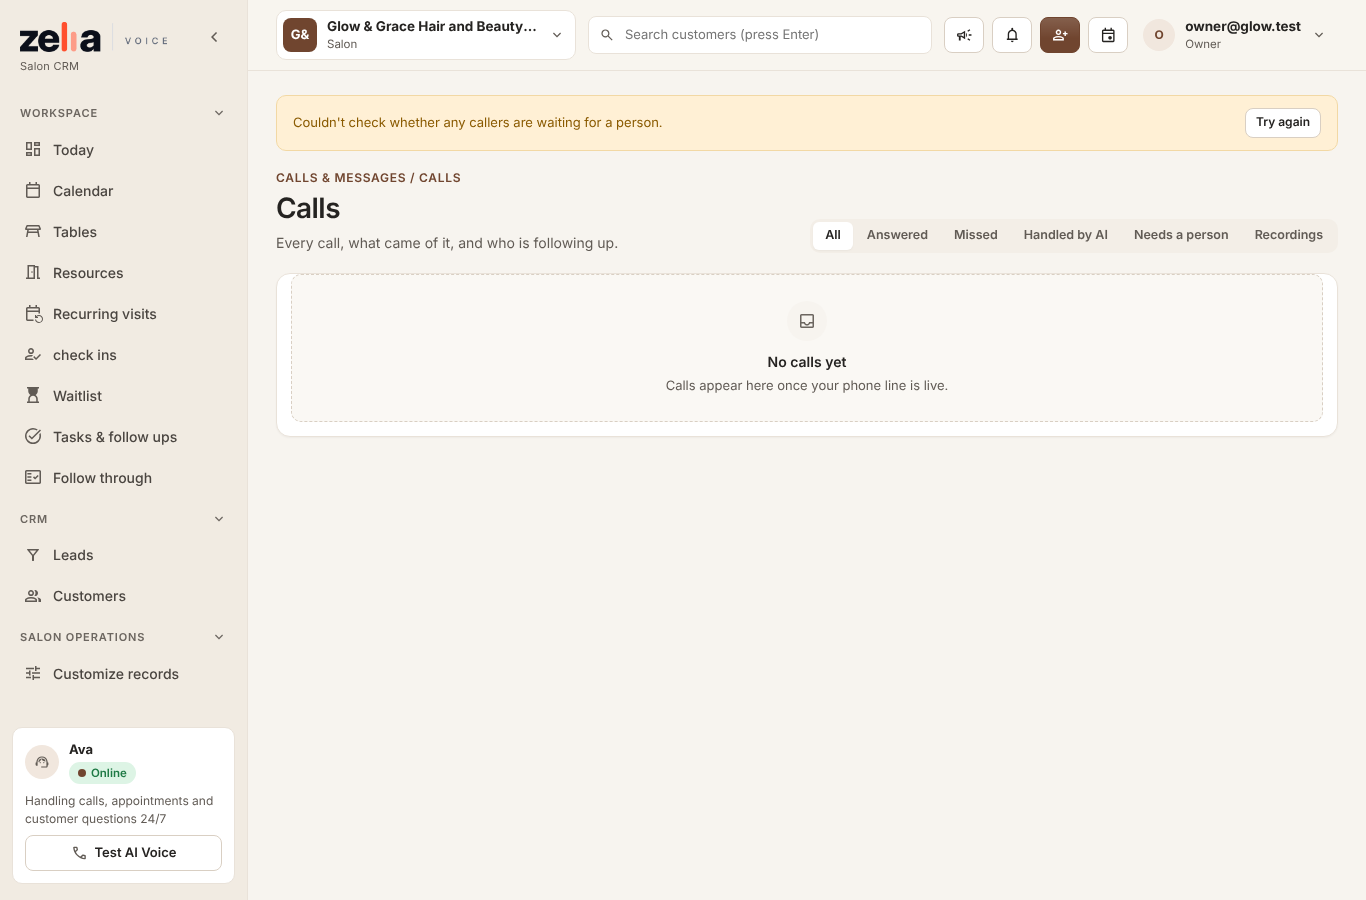 zella VOICE
Salon CRM
WORKSPACE
Today
Calendar
Tables
Resources
Recurring visits
check ins
Waitlist
Tasks & follow ups
Follow through
CRM
Leads
Customers
SALON OPERATIONS
Customize records
Ava
Online
Handling calls, appointments and
customer questions 24/7
Test AI Voice
G&
Glow & Grace Hair and Beauty...
Salon
Search customers (press Enter)
O
owner@glow.test
Owner
Couldn't check whether any callers are waiting for a person.
Try again
CALLS & MESSAGES / CALLS
Calls
Every call, what came of it, and who is following up.
All
Answered
Missed
Handled by AI
Needs a person
Recordings
No calls yet
Calls appear here once your phone line is live.